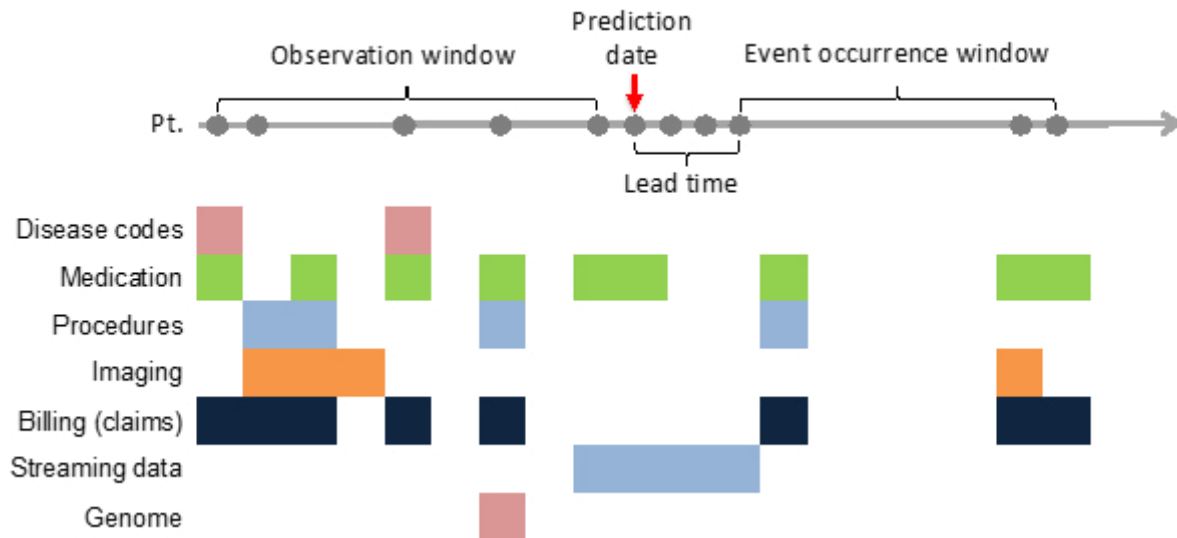 Prediction
date
Observation window
Event occurrence window
Pt.
Lead time
Disease codes
Medication
Procedures
Imaging
Billing (claims)
Streaming data
Genome